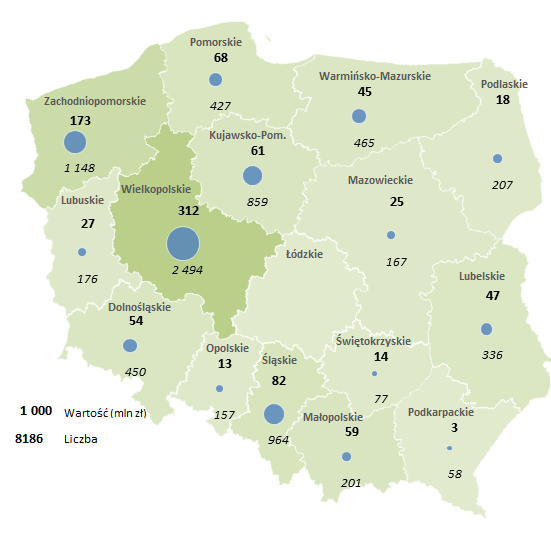 Pomorskie
68
427
Warmińsko-Mazurskie
45
465
Podlaskie
18
207
Zachodniopomorskie
173
1 148
Kujawsko-Pom.
61
859
Mazowieckie
25
167
Wielkopolskie
312
2 494
Lubuskie
27
176
Łódzkie
Lubelskie
47
336
Dolnośląskie
54
450
Opolskie
13
157
Śląskie
82
964
Świętokrzyskie
14
77
Małopolskie
59
201
Podkarpackie
3
58
1 000 Wartość (mln zł)
8186 Liczba